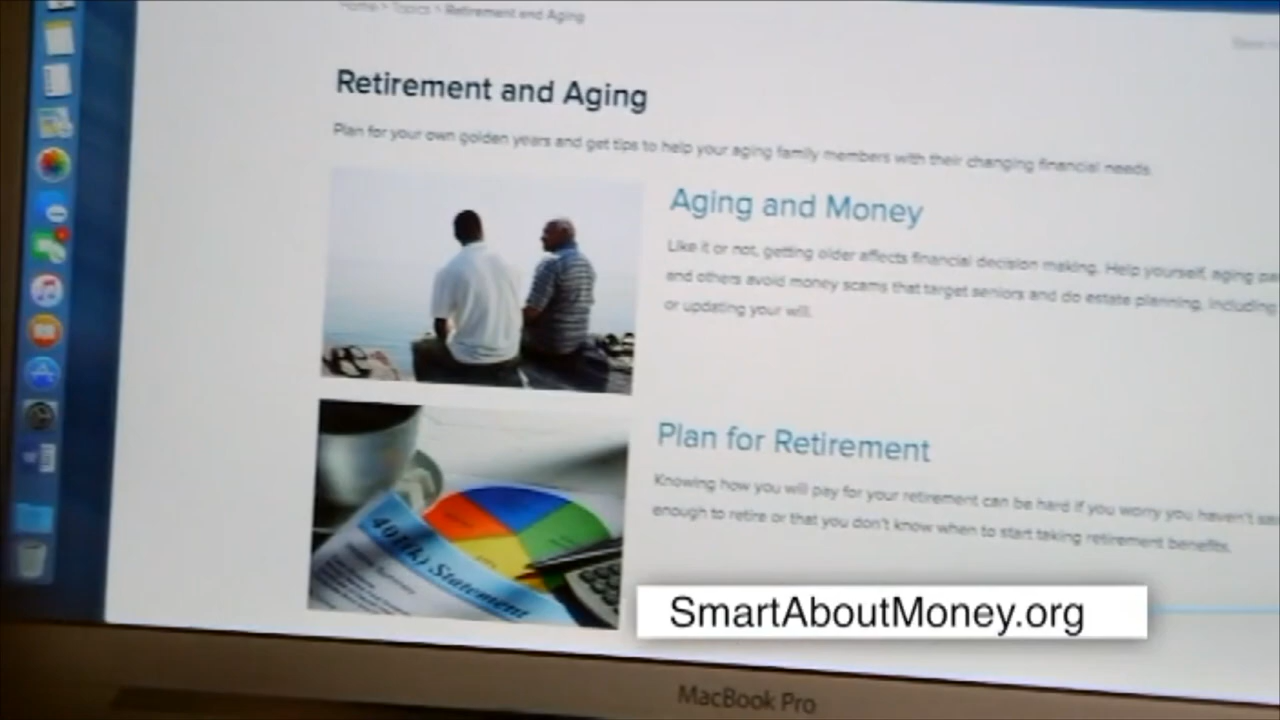 Home > Topics > Retirement and Aging
Retirement and Aging
Plan for your own golden years and get tips to help your aging family members with their changing financial needs.
Aging and Money
Like it or not, getting older affects financial decision making. Help yourself, aging
and others avoid money scams that target seniors and do estate planning, including
or updating your will.
Plan for Retirement
Knowing how you will pay for your retirement can be hard if you worry you haven't
enough to retire or that you don't know when to start taking retirement benefits.
401(k) Statement
SmartAboutMoney.org
MacBook Pro